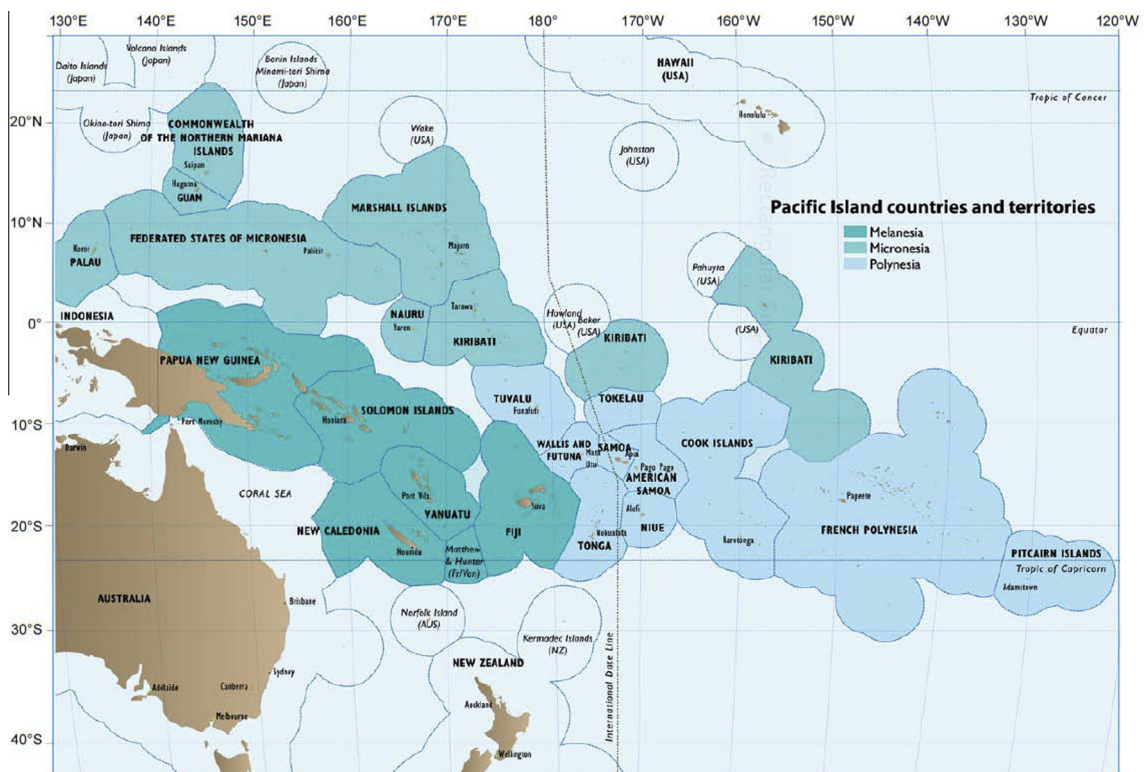 130°E 140°E 150°E 160°E 170°E 180° 170°W 160°W 150°W 140°W 130°W 120°W
Daito Islands
(Japan)
Volcano Islands
(Japan)
Bonin Islands
Minami-tori Shima
(Japan)
HAWAII
(USA)
Tropic of Cancer
Honolulu
20°N
Okino-tori Shima
(Japan)
COMMONWEALTH
OF THE NORTHERN MARIANA
ISLANDS
Saipan
Wake
(USA)
Johnston
(USA)
Hagatna
GUAM
Pacific Island countries and territories
Melanesia
Micronesia
Polynesia
10°N
MARSHALL ISLANDS
Majuro
FEDERATED STATES OF MICRONESIA
Palikir
Koror
PALAU
Pahuyra
(USA)
INDONESIA
0°
NAURU
Yaren
Tarawa
KIRIBATI
Howland
(USA)
Baker
(USA)
KIRIBATI
(USA)
KIRIBATI
Equator
PAPUA NEW GUINEA
Port Moresby
SOLOMON ISLANDS
Honiara
TUVALU
Funafuti
TOKELAU
10°S
Darwin
WALLIS AND
FUTUNA
Mata
Utu
SAMOA
Apia
Pago Pago
AMERICAN
SAMOA
COOK ISLANDS
CORAL SEA
Port Vila
VANUATU
Suva
FIJI
Alofi
NIUE
Papeete
FRENCH POLYNESIA
20°S
NEW CALEDONIA
Nouméa
Matthew
& Hunter
(Fr/Van)
Nukualofa
TONGA
Rarotonga
PITCAIRN ISLANDS
Tropic of Capricorn
Adamstown
AUSTRALIA
Brisbane
Norfolk Island
(AUS)
Kermadec Islands
(NZ)
30°S
International Date Line
NEW ZEALAND
Sydney
Adelaide
Canberra
Melbourne
Auckland
Wellington
40°S